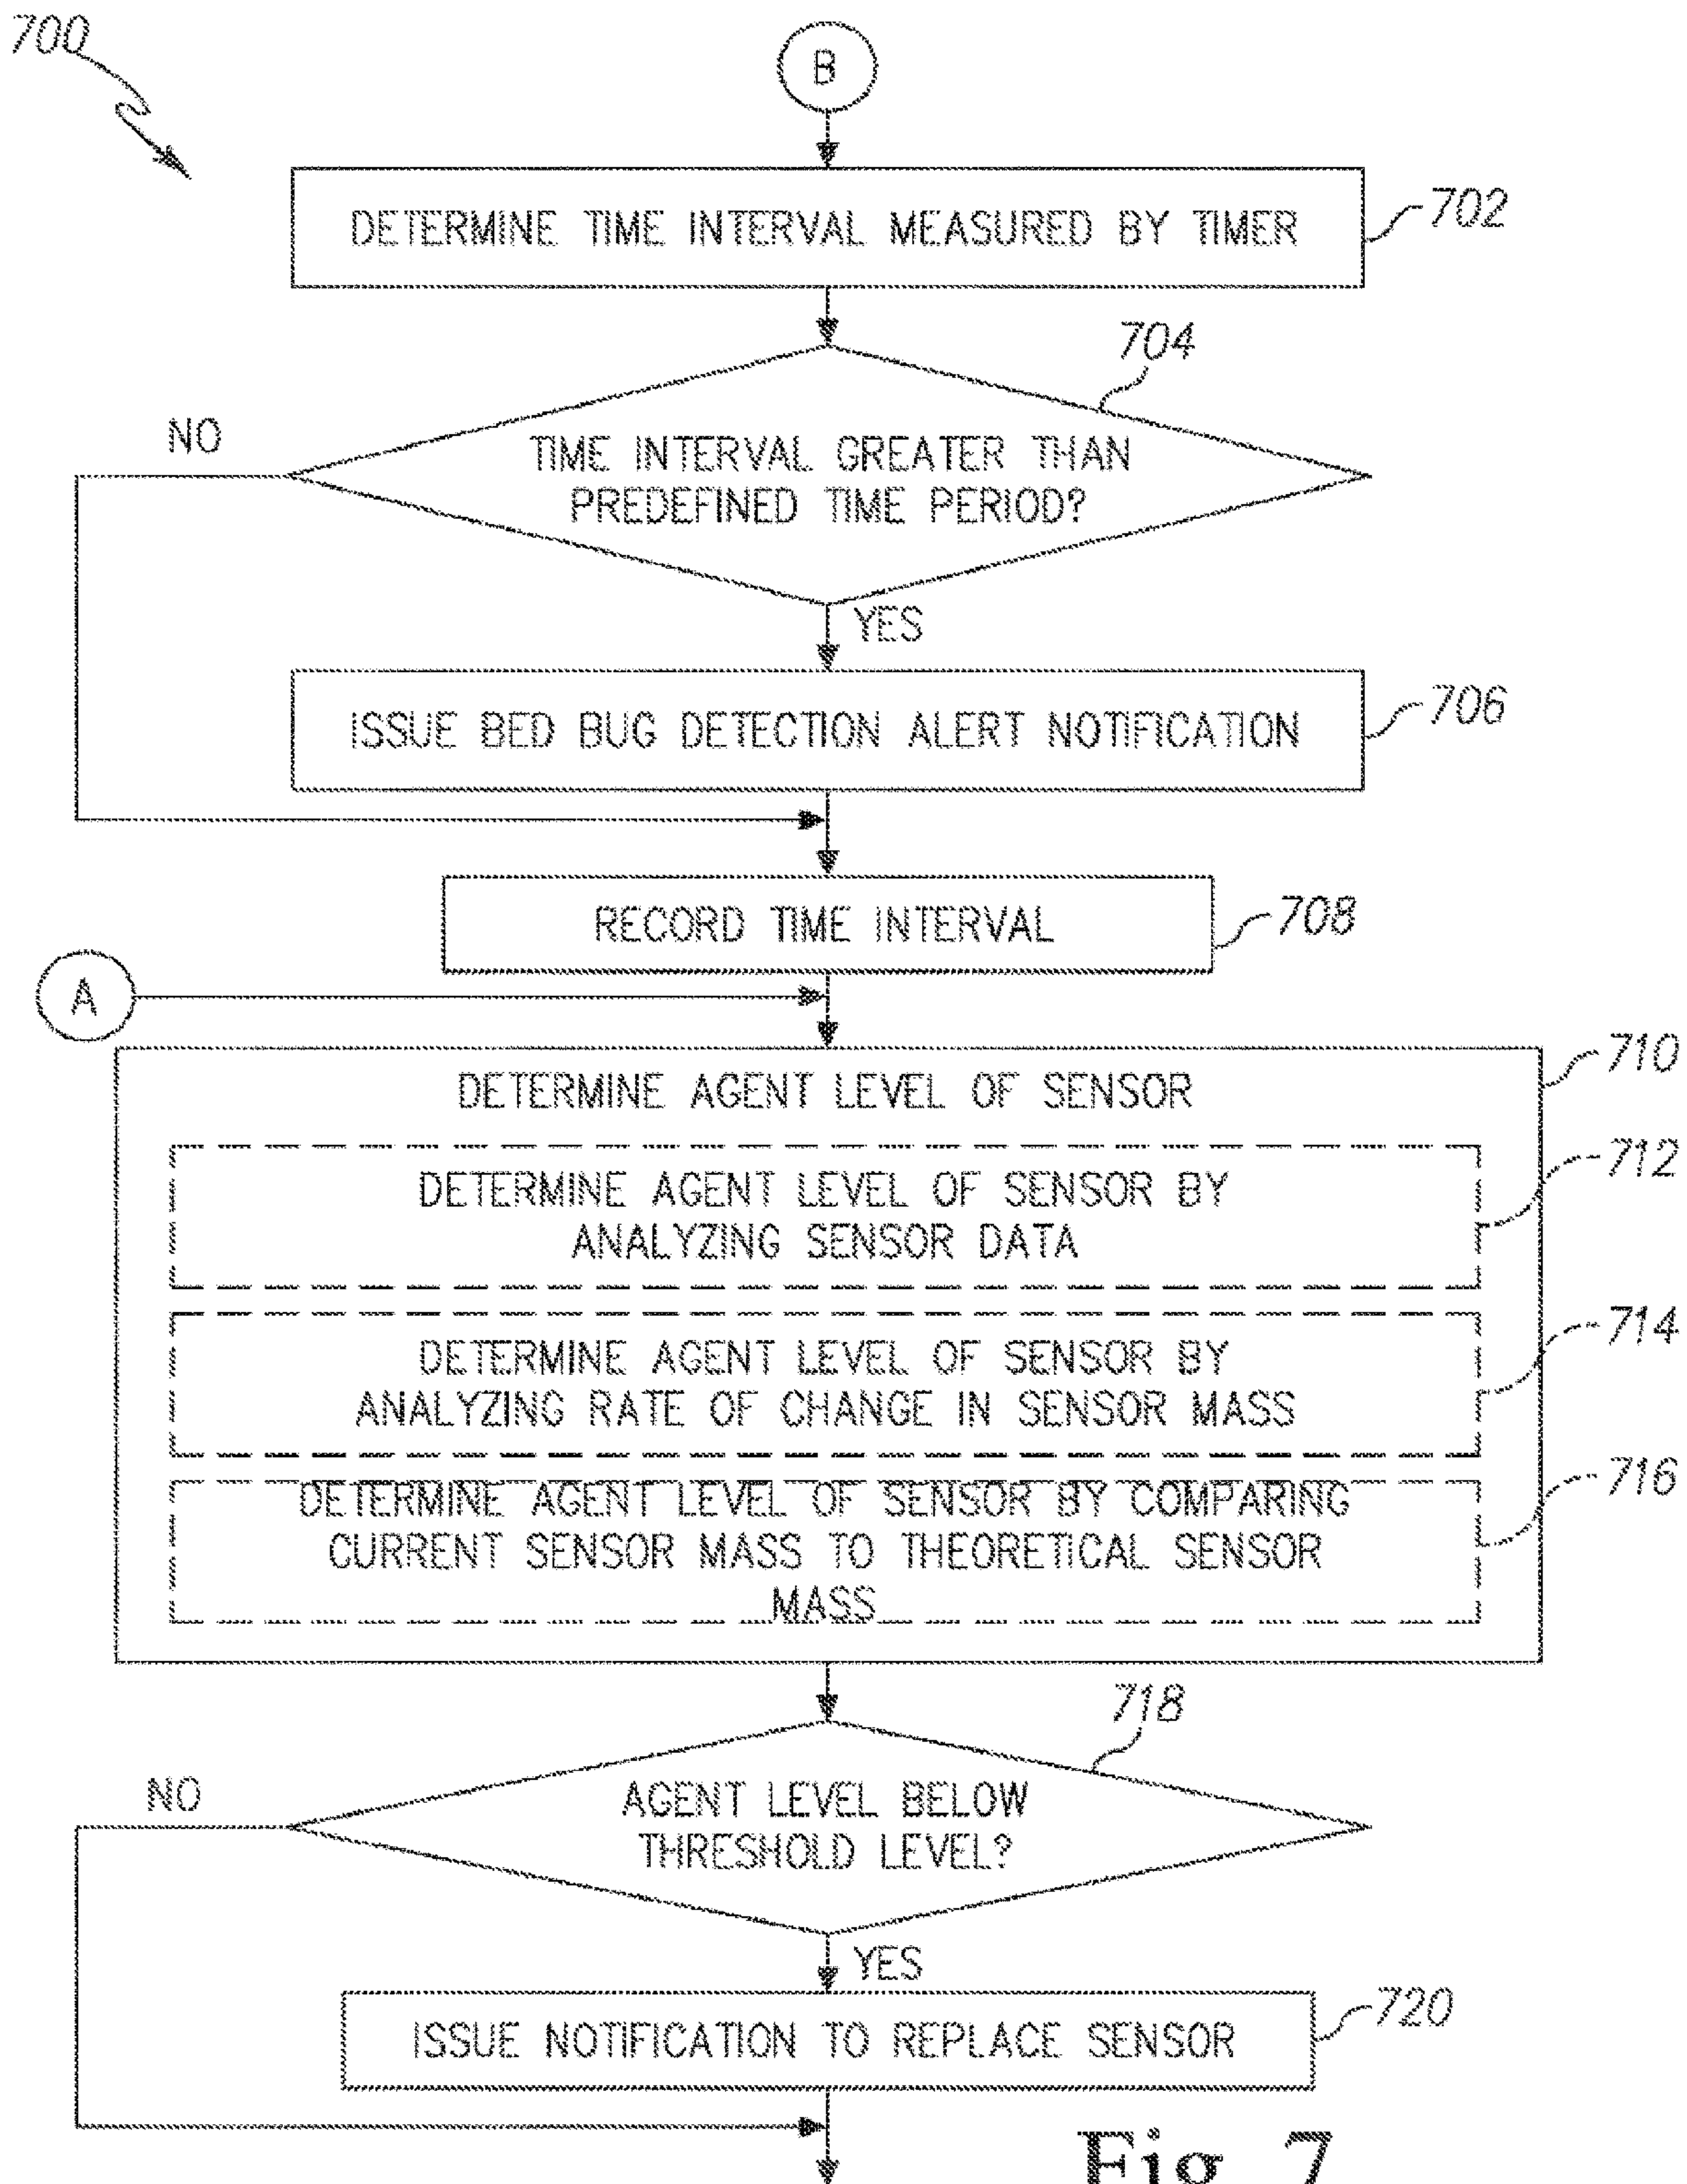 700
B
DETERMINE TIME INTERVAL MEASURED BY TIMER
702
704
NO
TIME INTERVAL GREATER THAN
PREDEFINED TIME PERIOD?
YES
ISSUE BED BUG DETECTION ALERT NOTIFICATION
706
RECORD TIME INTERVAL
708
A
710
DETERMINE AGENT LEVEL OF SENSOR
712
DETERMINE AGENT LEVEL OF SENSOR BY
ANALYZING SENSOR DATA
714
DETERMINE AGENT LEVEL OF SENSOR BY
ANALYZING RATE OF CHANGE IN SENSOR MASS
716
DETERMINE AGENT LEVEL OF SENSOR BY COMPARING
CURRENT SENSOR MASS TO THEORETICAL SENSOR
MASS
718
NO
AGENT LEVEL BELOW
THRESHOLD LEVEL?
YES
720
ISSUE NOTIFICATION TO REPLACE SENSOR
Fig. 7